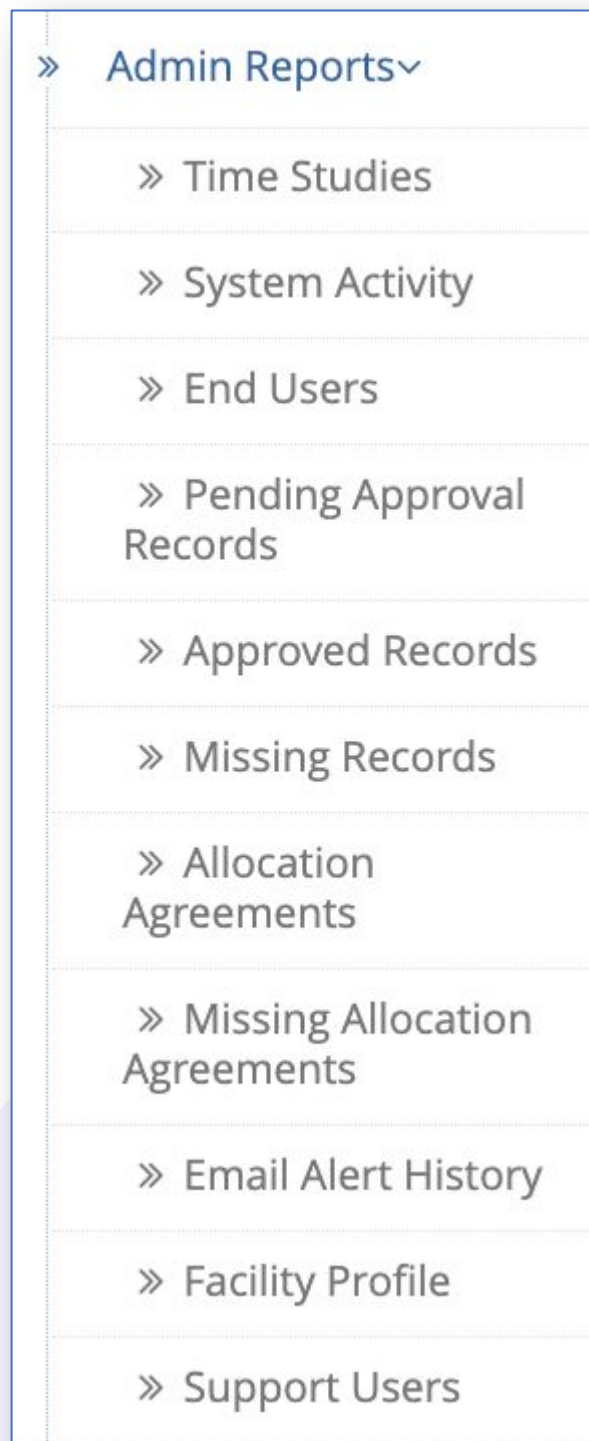 » Admin Reports
» Time Studies
» System Activity
» End Users
» Pending Approval
Records
» Approved Records
» Missing Records
» Allocation
Agreements
» Missing Allocation
Agreements
» Email Alert History
» Facility Profile
» Support Users